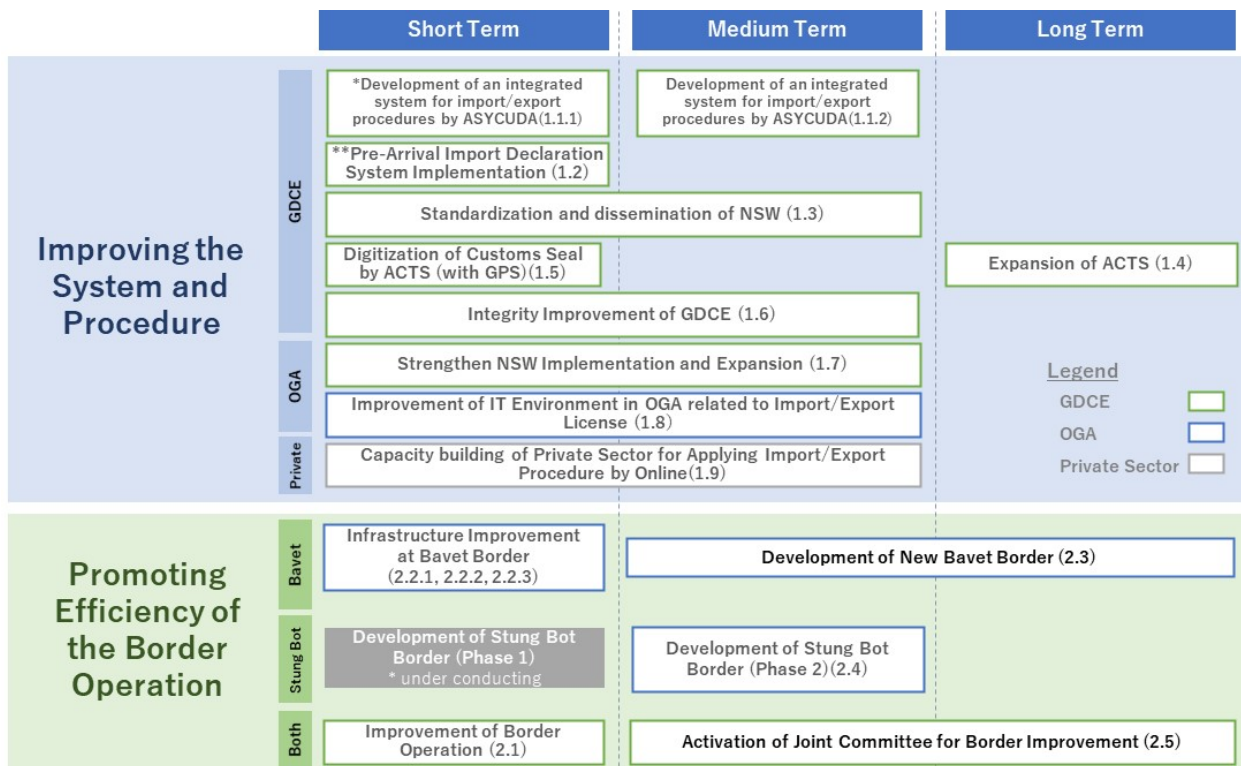 Short Term
Medium Term
Long Term
Improving the
System and
Procedure
GDCE
*Development of an integrated
system for import/export
procedures by ASYCUDA(1.1.1)
Development of an integrated
system for import/export
procedures by ASYCUDA(1.1.2)
**Pre-Arrival Import Declaration
System Implementation (1.2)
Standardization and dissemination of NSW (1.3)
Digitization of Customs Seal
by ACTS (with GPS)(1.5)
Expansion of ACTS (1.4)
Integrity Improvement of GDCE (1.6)
OGA
Strengthen NSW Implementation and Expansion (1.7)
Improvement of IT Environment in OGA related to Import/Export
License (1.8)
Private
Capacity building of Private Sector for Applying Import/Export
Procedure by Online(1.9)
Legend
GDCE
OGA
Private Sector
Promoting
Efficiency of
the Border
Operation
Bavet
Infrastructure Improvement
at Bavet Border
(2.2.1, 2.2.2, 2.2.3)
Development of New Bavet Border (2.3)
Stung Bot
Development of Stung Bot
Border (Phase 1)
* under conducting
Development of Stung Bot
Border (Phase 2)(2.4)
Both
Improvement of Border
Operation (2.1)
Activation of Joint Committee for Border Improvement (2.5)